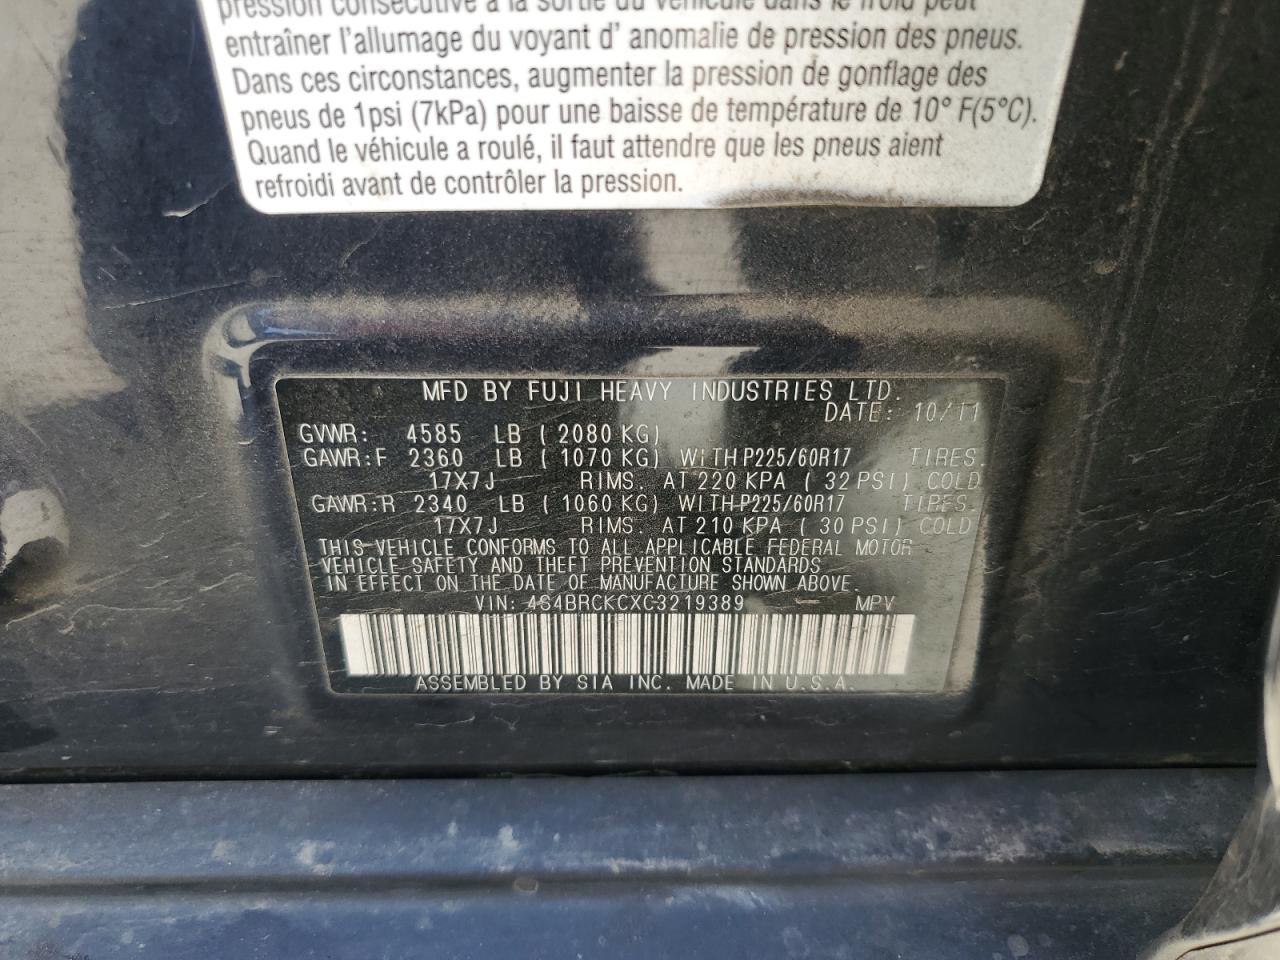 pression consécutive à la sortie du véhicule dans le froid peut
entraîner l'allumage du voyant d' anomalie de pression des pneus.
Dans ces circonstances, augmenter la pression de gonflage des
pneus de 1psi (7kPa) pour une baisse de température de 10° F(5°C).
Quand le véhicule a roulé, il faut attendre que les pneus aient
refroidi avant de contrôler la pression.
MFD BY FUJI HEAVY INDUSTRIES LTD.
DATE: 10/11
GVWR: 4585 LB ( 2080 KG)
GAWR:F 2360 LB ( 1070 KG) WITH P225/60R17 TIRES.
17X7J RIMS. AT 220 KPA ( 32 PSI) COLD
GAWR:R 2340 LB ( 1060 KG) WITH P225/60R17 TIRES.
17X7J RIMS. AT 210 KPA ( 30 PSI) COLD
THIS VEHICLE CONFORMS TO ALL APPLICABLE FEDERAL MOTOR
VEHICLE SAFETY AND THEFT PREVENTION STANDARDS
IN EFFECT ON THE DATE OF MANUFACTURE SHOWN ABOVE.
VIN: 4S4BRCKCXC3219389 MPV
ASSEMBLED BY SIA INC. MADE IN U.S.A.